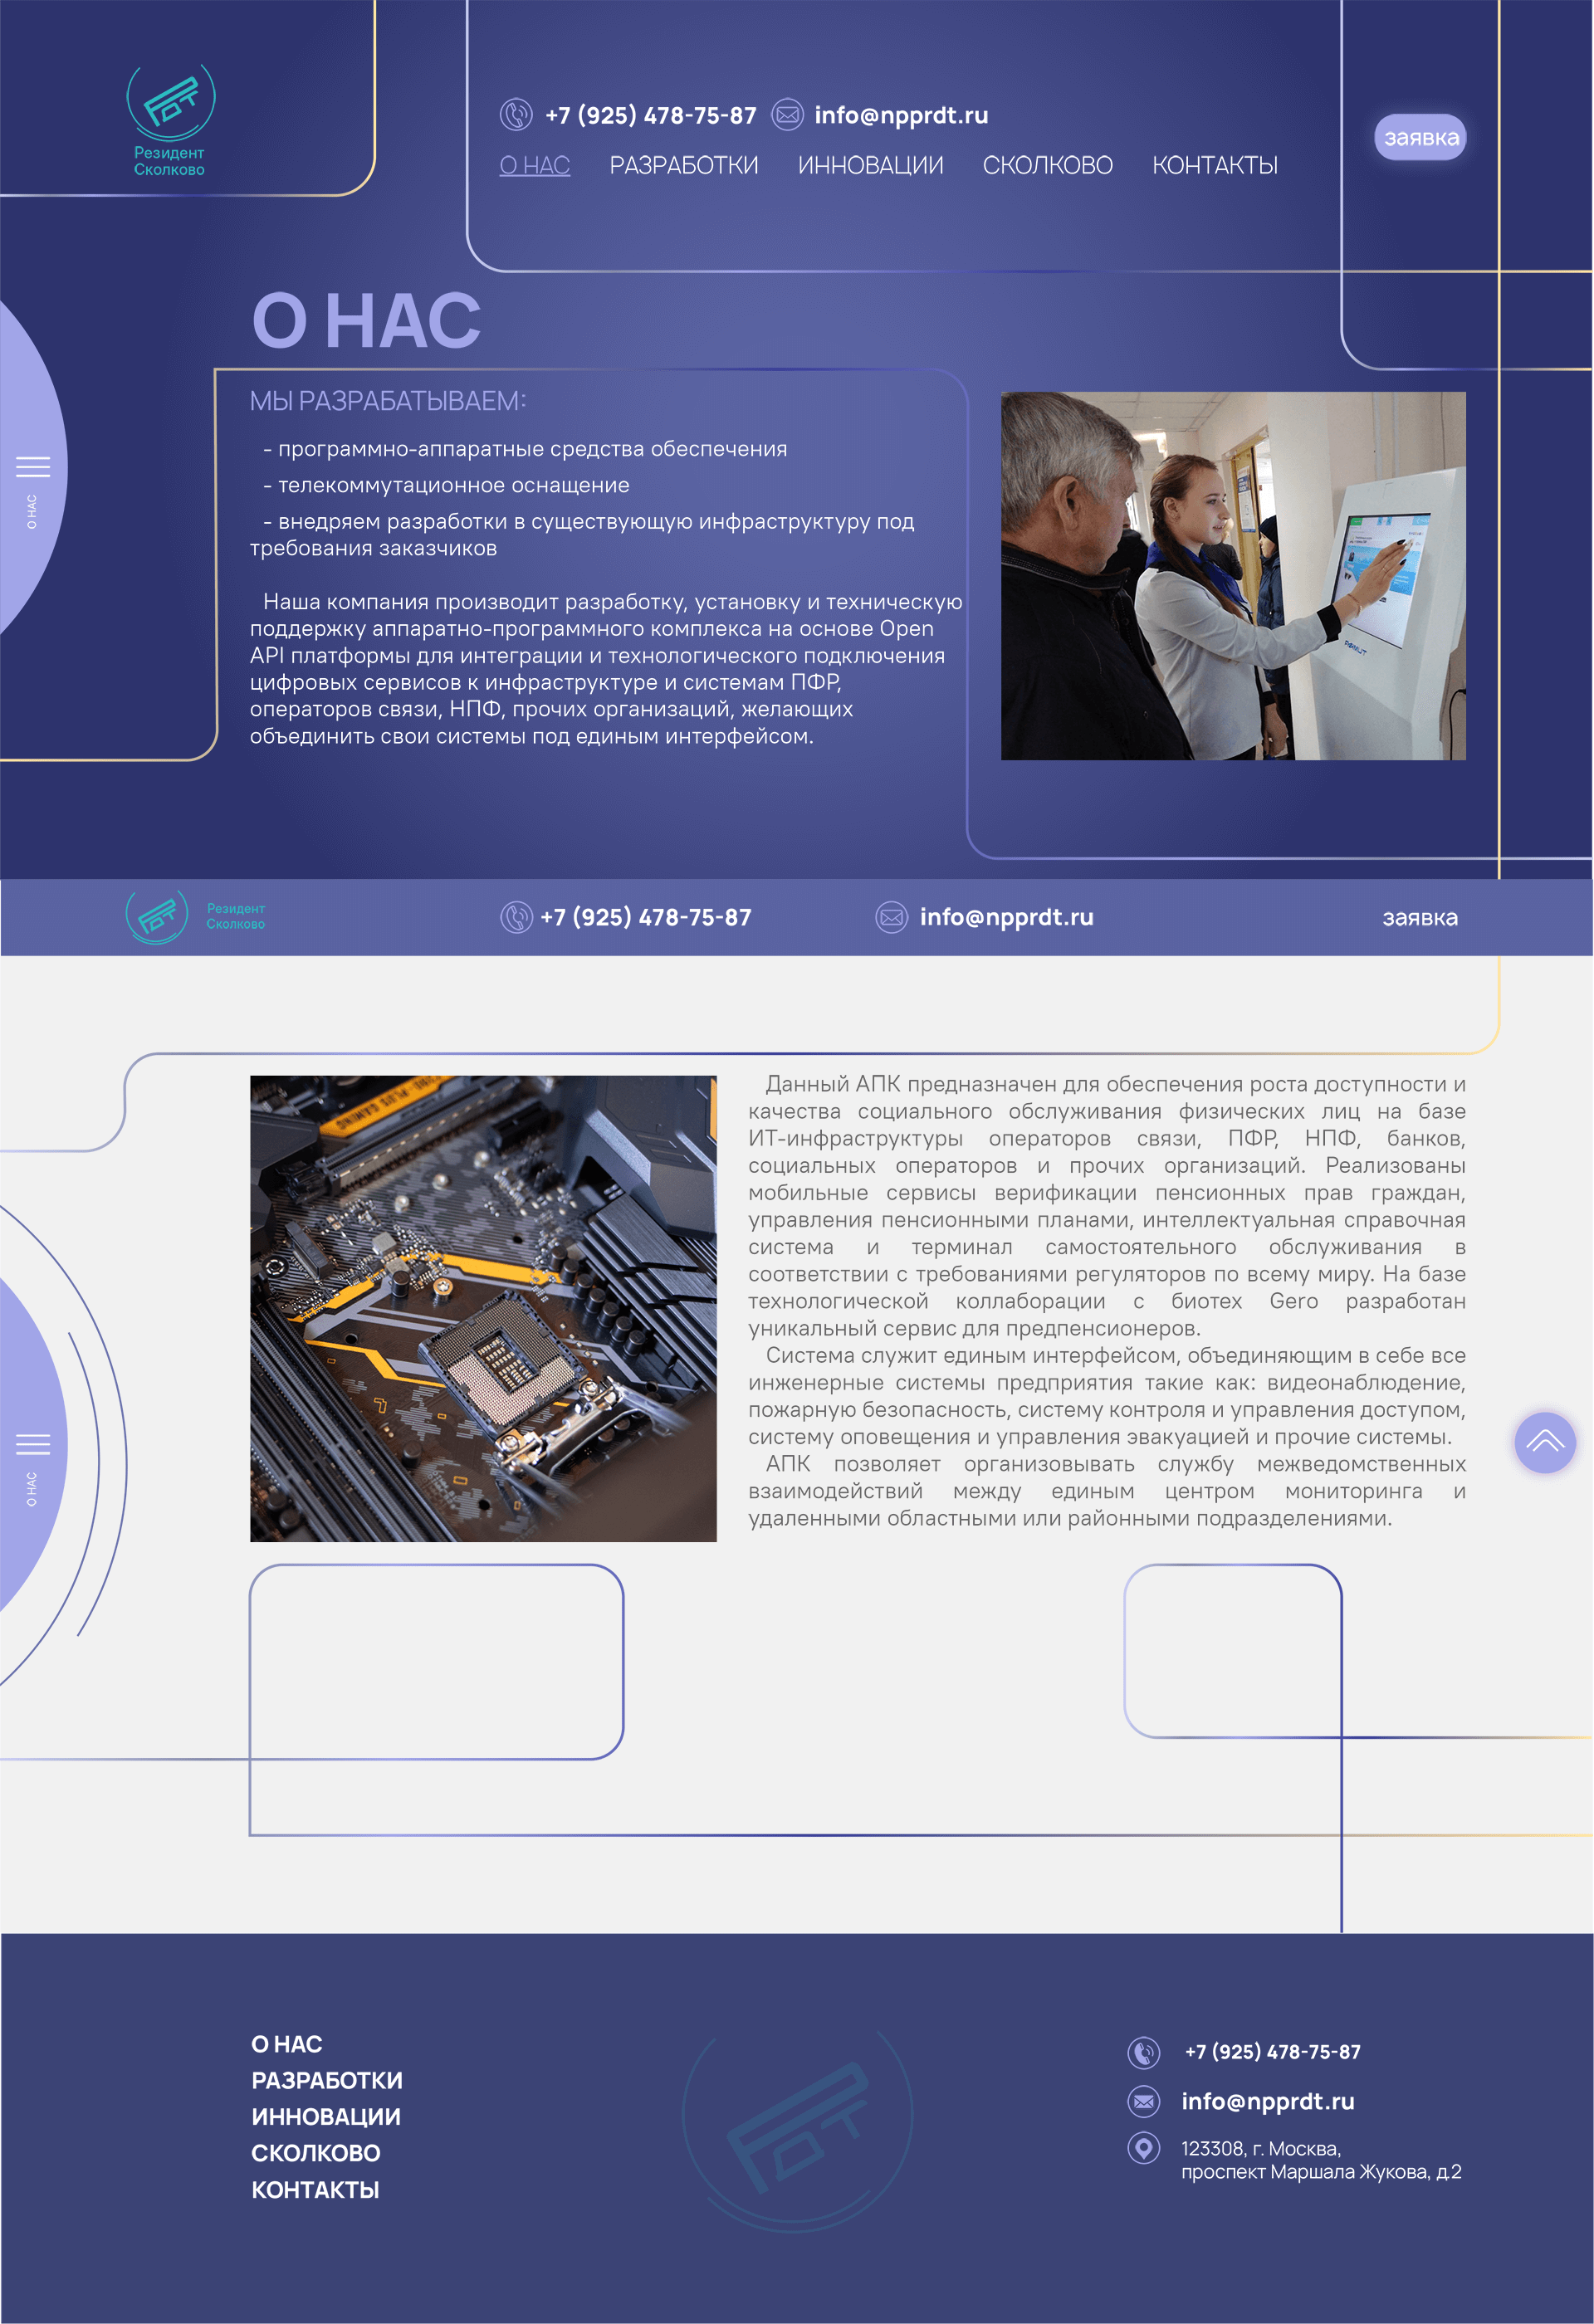 Резидент
Сколково
+7 (925) 478-75-87 info@npprdt.ru
О НАС РАЗРАБОТКИ ИННОВАЦИИ СКОЛКОВО КОНТАКТЫ
заявка
О НАС
О НАС
МЫ РАЗРАБАТЫВАЕМ:
- программно-аппаратные средства обеспечения
- телекоммутационное оснащение
- внедряем разработки в существующую инфраструктуру под
требования заказчиков
Наша компания производит разработку, установку и техническую
поддержку аппаратно-программного комплекса на основе Open
API платформы для интеграции и технологического подключения
цифровых сервисов к инфраструктуре и системам ПФР,
операторов связи, НПФ, прочих организаций, желающих
объединить свои системы под единым интерфейсом.
Резидент
Сколково
+7 (925) 478-75-87 info@npprdt.ru заявка
PLUS GAMING
Данный АПК предназначен для обеспечения роста доступности и
качества социального обслуживания физических лиц на базе
ИТ-инфраструктуры операторов связи, ПФР, НПФ, банков,
социальных операторов и прочих организаций. Реализованы
мобильные сервисы верификации пенсионных прав граждан,
управления пенсионными планами, интеллектуальная справочная
система и терминал самостоятельного обслуживания в
соответствии с требованиями регуляторов по всему миру. На базе
технологической коллаборации с биотех Gero разработан
уникальный сервис для предпенсионеров.
Система служит единым интерфейсом, объединяющим в себе все
инженерные системы предприятия такие как: видеонаблюдение,
пожарную безопасность, систему контроля и управления доступом,
систему оповещения и управления эвакуацией и прочие системы.
АПК позволяет организовывать службу межведомственных
взаимодействий между единым центром мониторинга и
удаленными областными или районными подразделениями.
О НАС
О НАС
РАЗРАБОТКИ
ИННОВАЦИИ
СКОЛКОВО
КОНТАКТЫ
+7 (925) 478-75-87
info@npprdt.ru
123308, г. Москва,
проспект Маршала Жукова, д.2